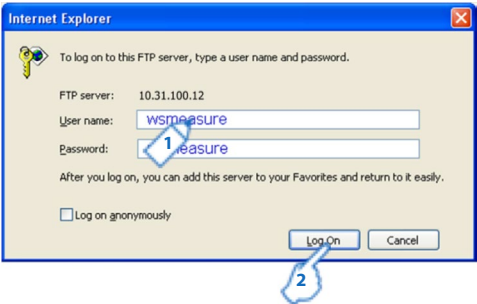 Internet Explorer
To log on to this FTP server, type a user name and password.
FTP server: 10.31.100.12
User name: wsmeasure
Password: easure
1
After you log on, you can add this server to your Favorites and return to it easily.
Log on anonymously
Log On Cancel
2